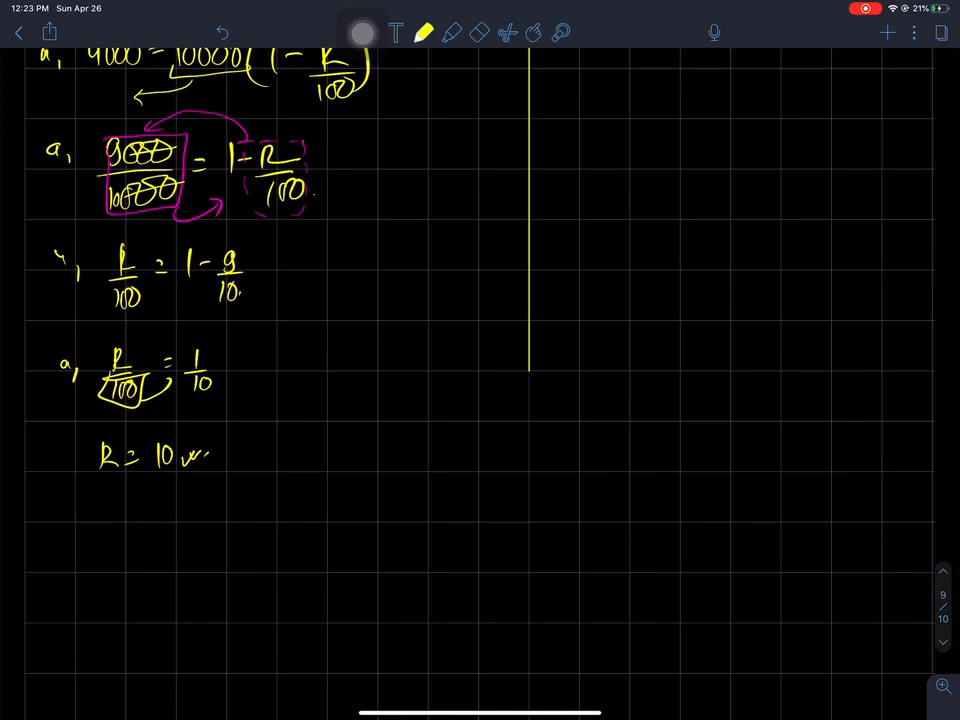 12:23 PM Sun Apr 26
21%
T
a, 9000 = 10000 (1 - R/100)
a, 9000/10000 = 1 - R/100
R/100 = 1 - 9/10
a, R/100 = 1/10
R = 10
9
/
10